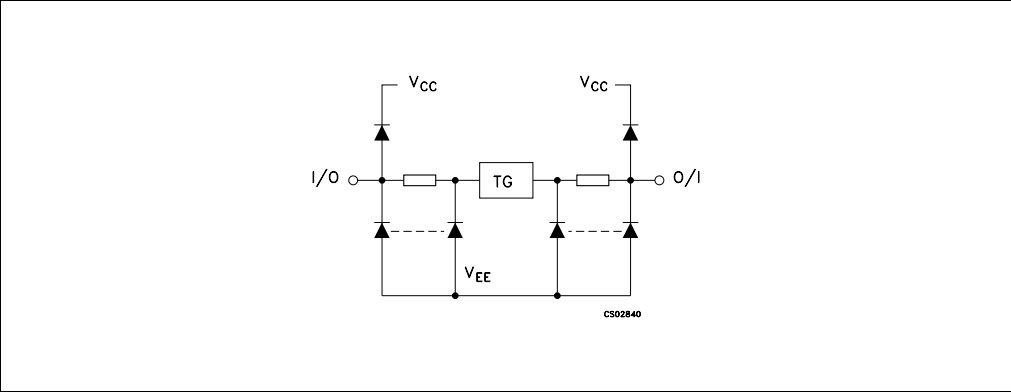 VCC
VCC
I/O
TG
O/I
VEE
CS02840